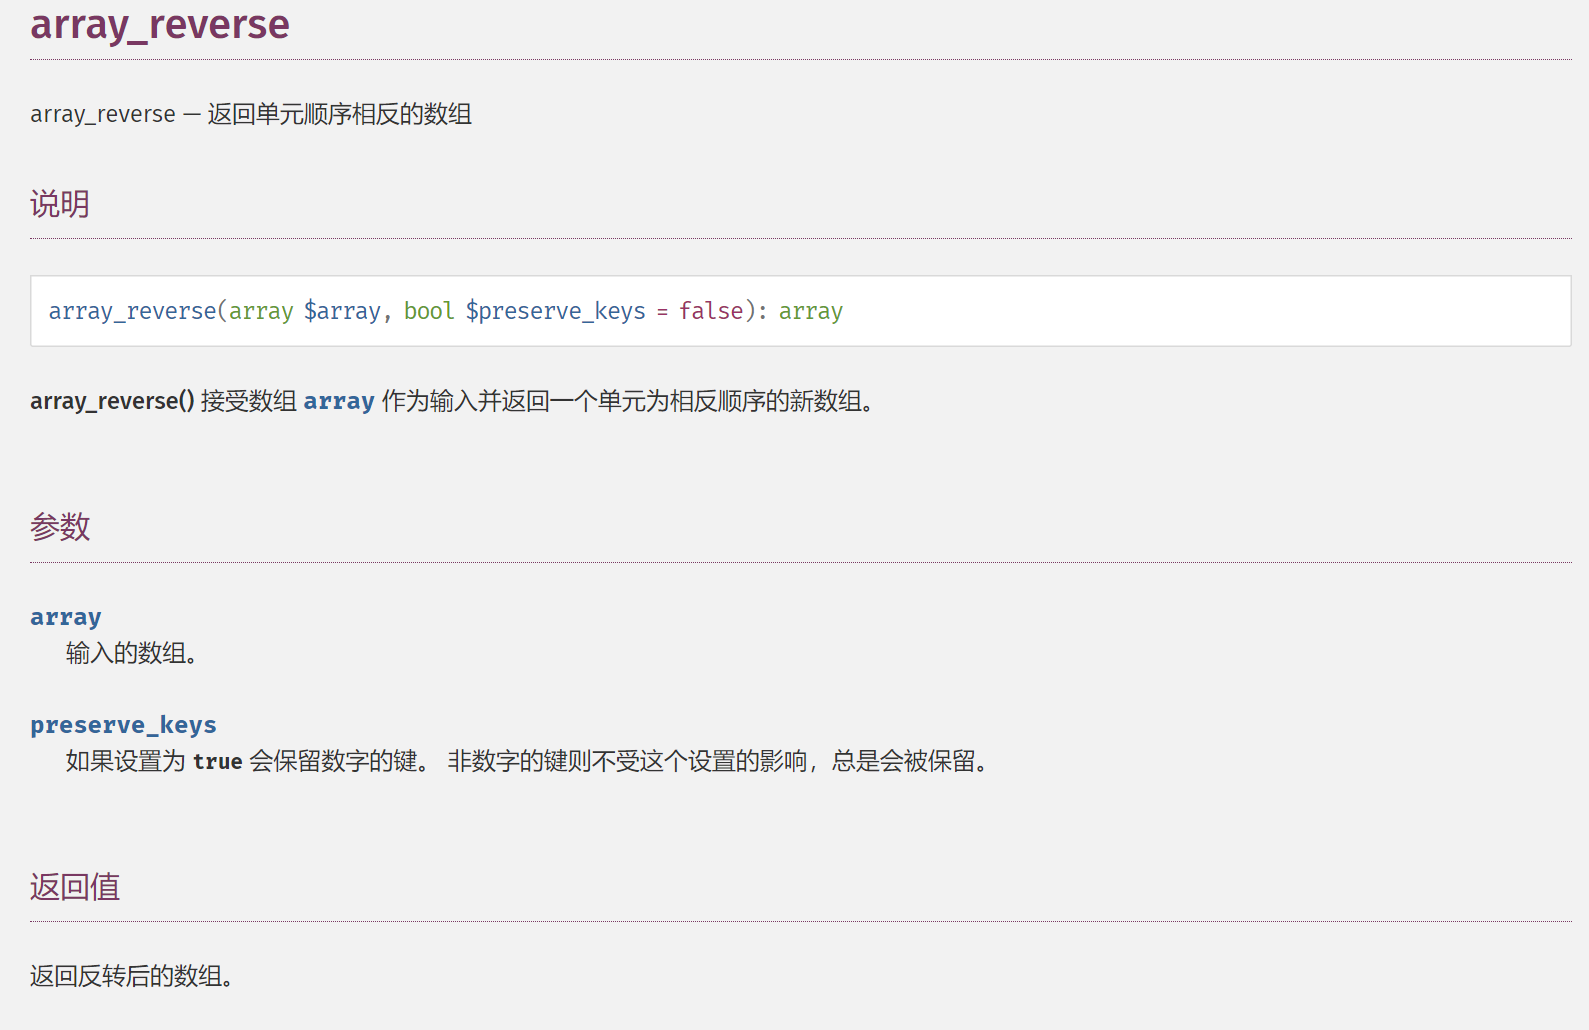 array_reverse
array_reverse — 返回单元顺序相反的数组
说明
array_reverse(array $array, bool $preserve_keys = false): array
array_reverse() 接受数组 array 作为输入并返回一个单元为相反顺序的新数组。
参数
array
输入的数组。
preserve_keys
如果设置为 true 会保留数字的键。 非数字的键则不受这个设置的影响，总是会被保留。
返回值
返回反转后的数组。